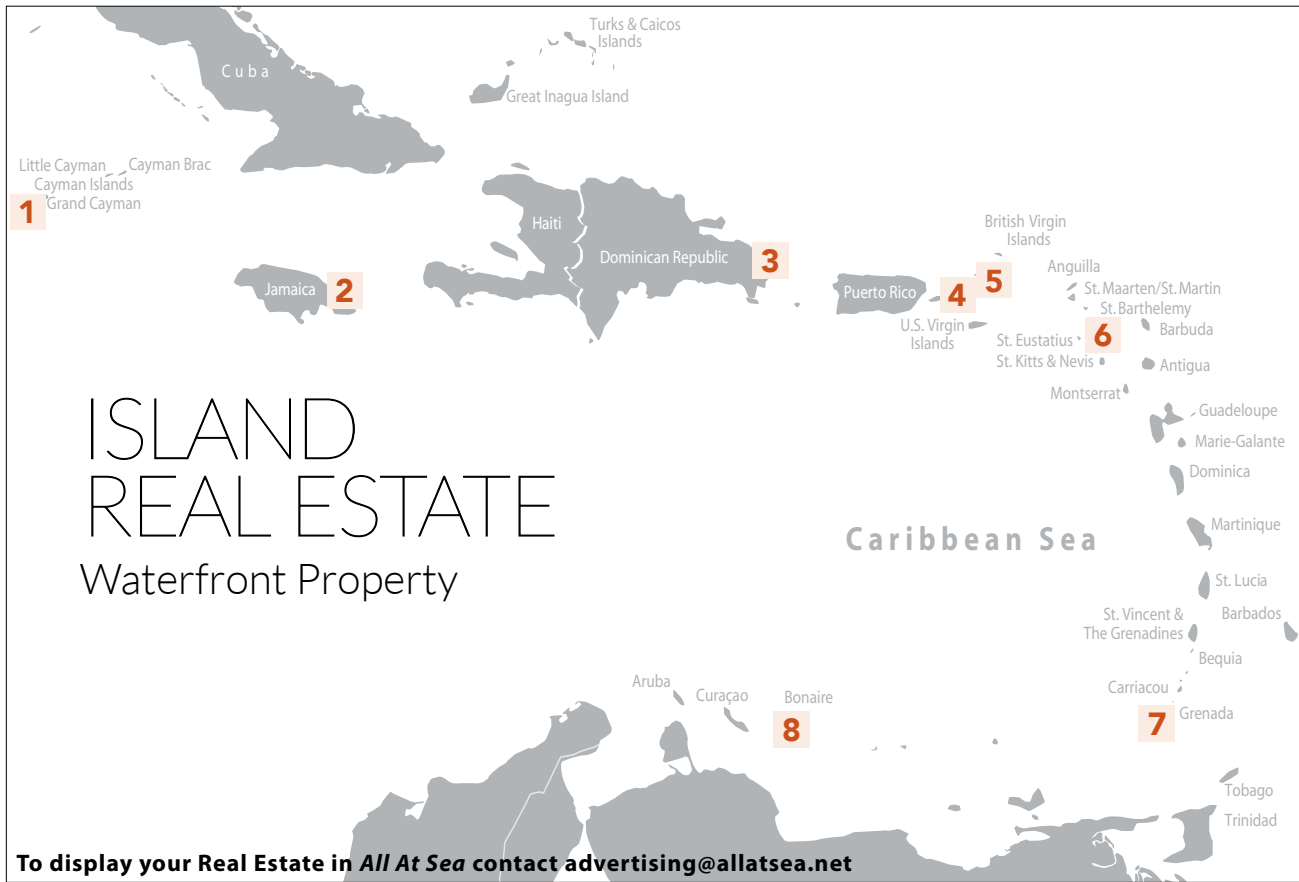 Turks & Caicos
Islands
Cuba
Great Inagua Island
Little Cayman
Cayman Brac
Cayman Islands
1
Grand Cayman
Haiti
Dominican Republic
3
Jamaica
2
British Virgin
Islands
Puerto Rico
4
5
Anguilla
St. Maarten/St. Martin
St. Barthelemy
U.S. Virgin
Islands
6
Barbuda
St. Eustatius
St. Kitts & Nevis
Antigua
Montserrat
Guadeloupe
Marie-Galante
Dominica
ISLAND
REAL ESTATE
Waterfront Property
Caribbean Sea
Martinique
St. Lucia
St. Vincent &
The Grenadines
Barbados
Bequia
Carriacou
7
Grenada
Aruba
Curaçao
Bonaire
8
Tobago
Trinidad
To display your Real Estate in All At Sea contact advertising@allatsea.net